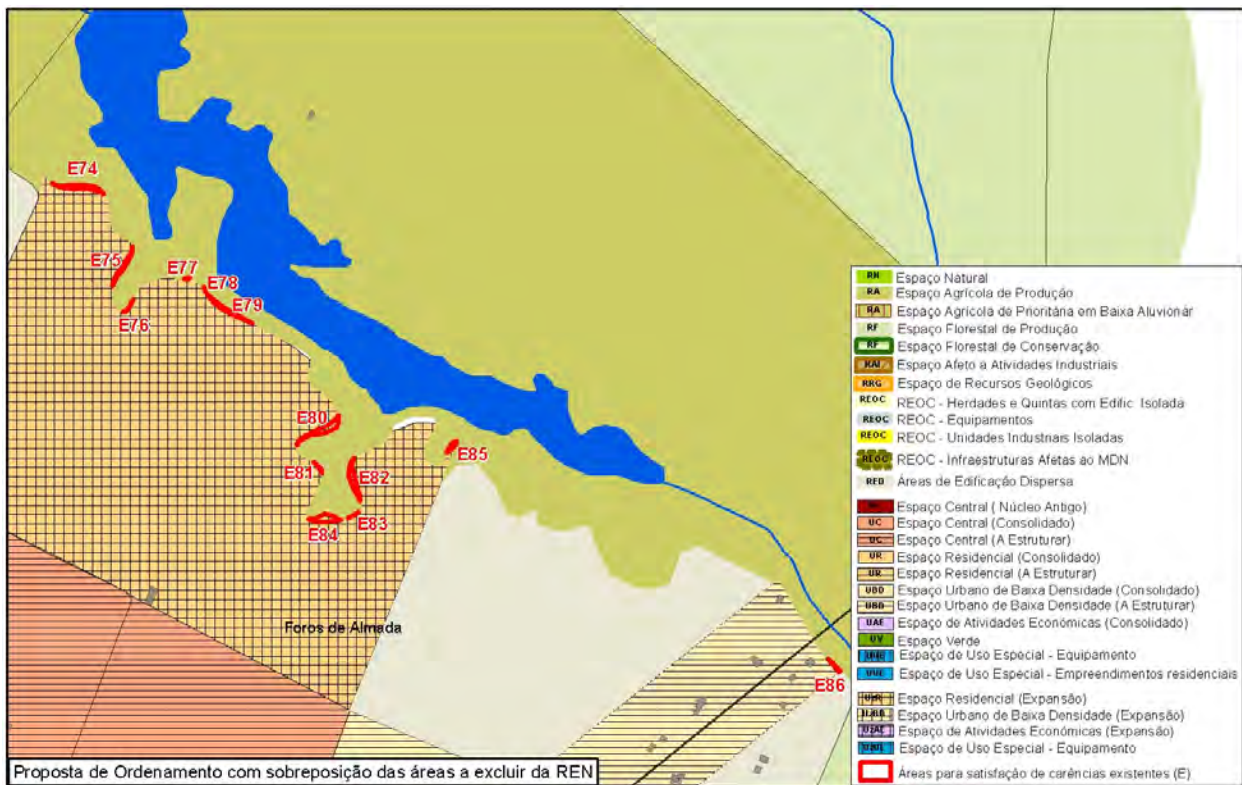 E74
E75
E77
E78
E79
E76
E80
E81
E82
E85
E83
E84
Foros de Almada
E86
Proposta de Ordenamento com sobreposição das áreas a excluir da REN
RN Espaço Natural
RA Espaço Agrícola de Produção
RA Espaço Agrícola de Prioritária em Baixa Aluvionar
RF Espaço Florestal de Produção
RF Espaço Florestal de Conservação
RAI Espaço Afeto a Atividades Industriais
RRG Espaço de Recursos Geológicos
REOC REOC - Herdades e Quintas com Edific Isolada
REOC REOC - Equipamentos
REOC REOC - Unidades Industriais Isoladas
REOC REOC - Infraestruturas Afetas ao MDN
RED Áreas de Edificação Dispersa
Espaço Central ( Núcleo Antigo)
UC Espaço Central (Consolidado)
UC Espaço Central (A Estruturar)
UR Espaço Residencial (Consolidado)
UR Espaço Residencial (A Estruturar)
UBD Espaço Urbano de Baixa Densidade (Consolidado)
UBD Espaço Urbano de Baixa Densidade (A Estruturar)
UAE Espaço de Atividades Económicas (Consolidado)
UV Espaço Verde
Espaço de Uso Especial - Equipamento
Espaço de Uso Especial - Empreendimentos residenciais
Espaço Residencial (Expansão)
Espaço Urbano de Baixa Densidade (Expansão)
Espaço de Atividades Económicas (Expansão)
Espaço de Uso Especial - Equipamento
Áreas para satisfação de carências existentes (E)